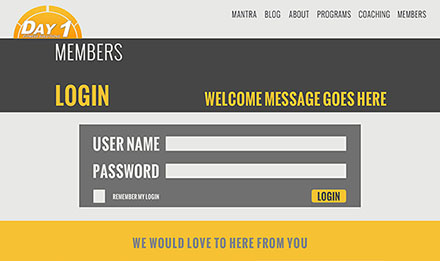 DAY 1
MANTRA BLOG ABOUT PROGRAMS COACHING MEMBERS
MEMBERS
LOGIN
WELCOME MESSAGE GOES HERE
USER NAME
PASSWORD
REMEMBER MY LOGIN
LOGIN
WE WOULD LOVE TO HERE FROM YOU